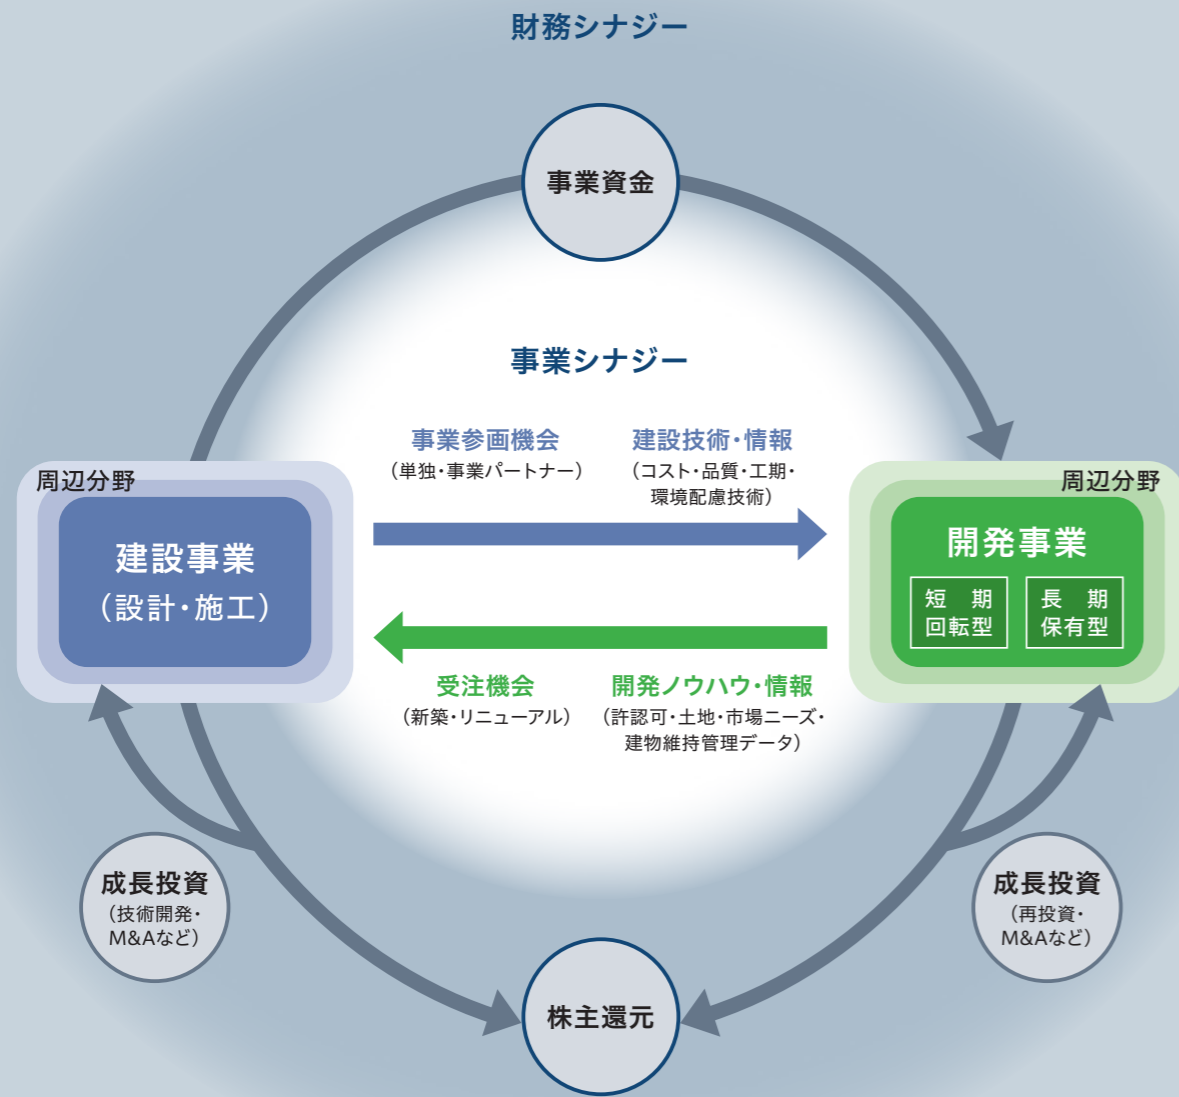 財務シナジー
事業資金
事業シナジー
事業参画機会
（単独・事業パートナー）
建設技術・情報
（コスト・品質・工期・
環境配慮技術）
周辺分野
建設事業
（設計・施工）
周辺分野
開発事業
短　期
回転型
長　期
保有型
受注機会
（新築・リニューアル）
開発ノウハウ・情報
（許認可・土地・市場ニーズ・
建物維持管理データ）
成長投資
（技術開発・
M&Aなど）
成長投資
（再投資・
M&Aなど）
株主還元